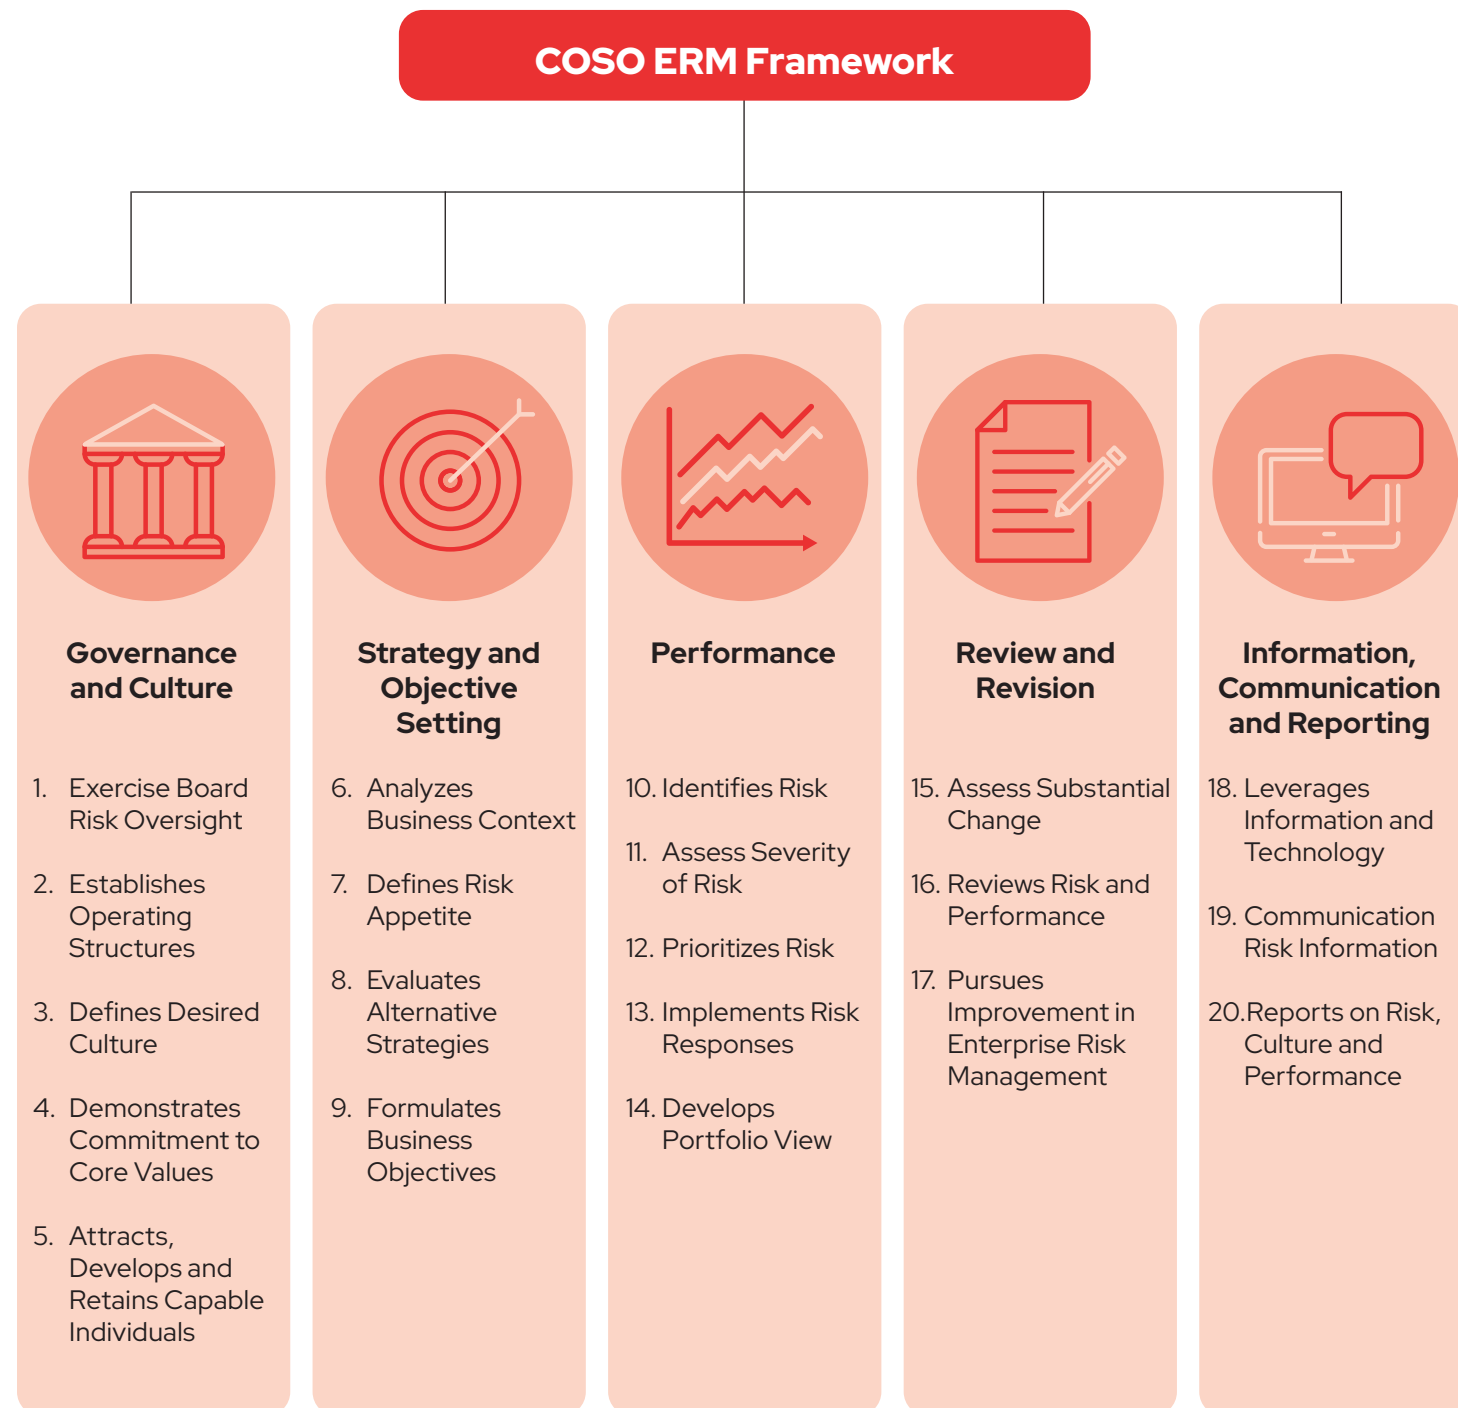 COSO ERM Framework
Governance
and Culture
1. Exercise Board
Risk Oversight
2. Establishes
Operating
Structures
3. Defines Desired
Culture
4. Demonstrates
Commitment to
Core Values
5. Attracts,
Develops and
Retains Capable
Individuals
Strategy and
Objective
Setting
6. Analyzes
Business Context
7. Defines Risk
Appetite
8. Evaluates
Alternative
Strategies
9. Formulates
Business
Objectives
Performance
10. Identifies Risk
11. Assess Severity
of Risk
12. Prioritizes Risk
13. Implements Risk
Responses
14. Develops
Portfolio View
Review and
Revision
15. Assess Substantial
Change
16. Reviews Risk and
Performance
17. Pursues
Improvement in
Enterprise Risk
Management
Information,
Communication
and Reporting
18. Leverages
Information and
Technology
19. Communication
Risk Information
20.Reports on Risk,
Culture and
Performance